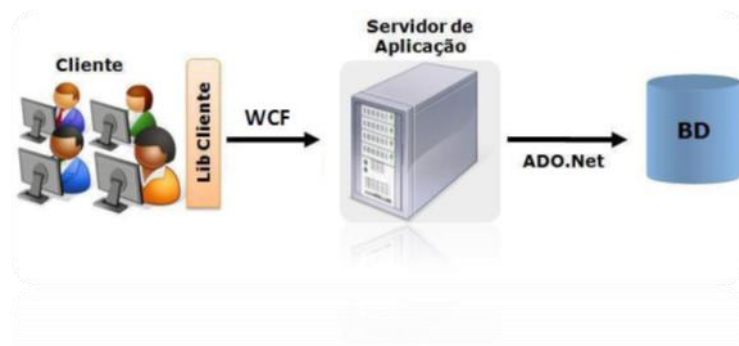 Servidor de
Aplicação
Cliente
Lib Cliente
WCF
ADO.Net
BD